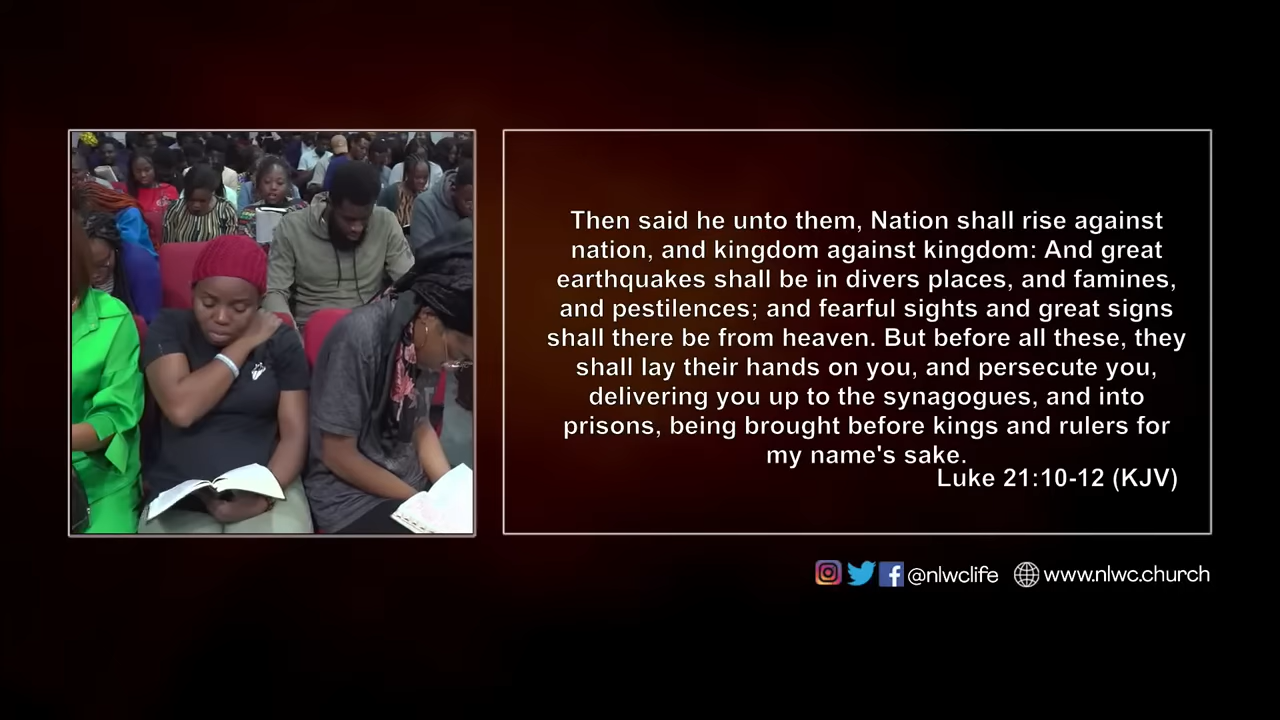 Then said he unto them, Nation shall rise against
nation, and kingdom against kingdom: And great
earthquakes shall be in divers places, and famines,
and pestilences; and fearful sights and great signs
shall there be from heaven. But before all these, they
shall lay their hands on you, and persecute you,
delivering you up to the synagogues, and into
prisons, being brought before kings and rulers for
my name's sake.
Luke 21:10-12 (KJV)
@nlwclife www.nlwc.church